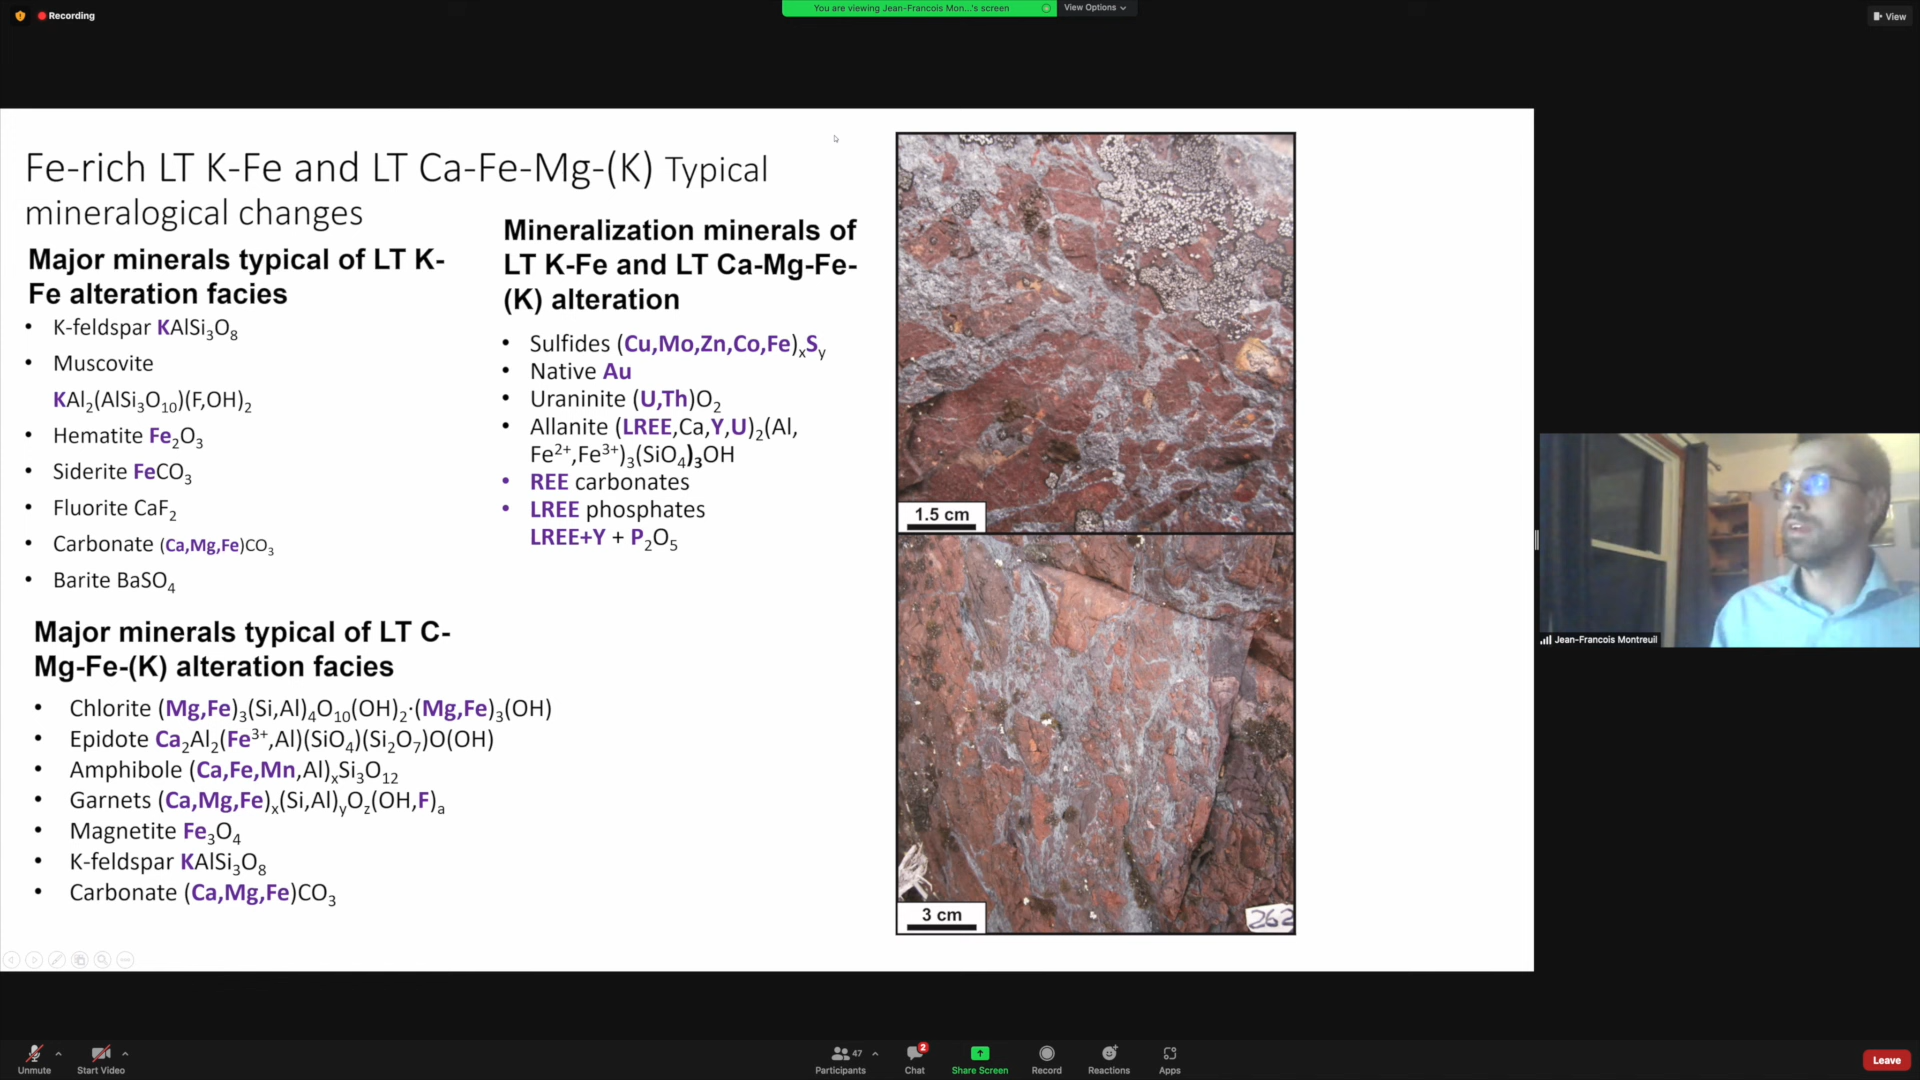 Recording
You are viewing Jean-Francois Mon...'s screen
View Options
View
Fe-rich LT K-Fe and LT Ca-Fe-Mg-(K) Typical
mineralogical changes
Major minerals typical of LT K-
Fe alteration facies
• K-feldspar KAlSi₃O₈
• Muscovite
KAl₂(AlSi₃O₁₀)(F,OH)₂
• Hematite Fe₂O₃
• Siderite FeCO₃
• Fluorite CaF₂
• Carbonate (Ca,Mg,Fe)CO₃
• Barite BaSO₄
Major minerals typical of LT C-
Mg-Fe-(K) alteration facies
• Chlorite (Mg,Fe)₃(Si,Al)₄O₁₀(OH)₂·(Mg,Fe)₃(OH)
• Epidote Ca₂Al₂(Fe³⁺,Al)(SiO₄)(Si₂O₇)O(OH)
• Amphibole (Ca,Fe,Mn,Al)ₓSi₃O₁₂
• Garnets (Ca,Mg,Fe)ₓ(Si,Al)yOz(OH,F)ₐ
• Magnetite Fe₃O₄
• K-feldspar KAlSi₃O₈
• Carbonate (Ca,Mg,Fe)CO₃
Mineralization minerals of
LT K-Fe and LT Ca-Mg-Fe-
(K) alteration
• Sulfides (Cu,Mo,Zn,Co,Fe)ₓSy
• Native Au
• Uraninite (U,Th)O₂
• Allanite (LREE,Ca,Y,U)₂(Al,
Fe²⁺,Fe³⁺)₃(SiO₄)₃OH
• REE carbonates
• LREE phosphates
LREE+Y + P₂O₅
1.5 cm
3 cm
262
Jean-Francois Montreuil
Unmute
Start Video
47
Participants
2
Chat
Share Screen
Record
Reactions
Apps
Leave